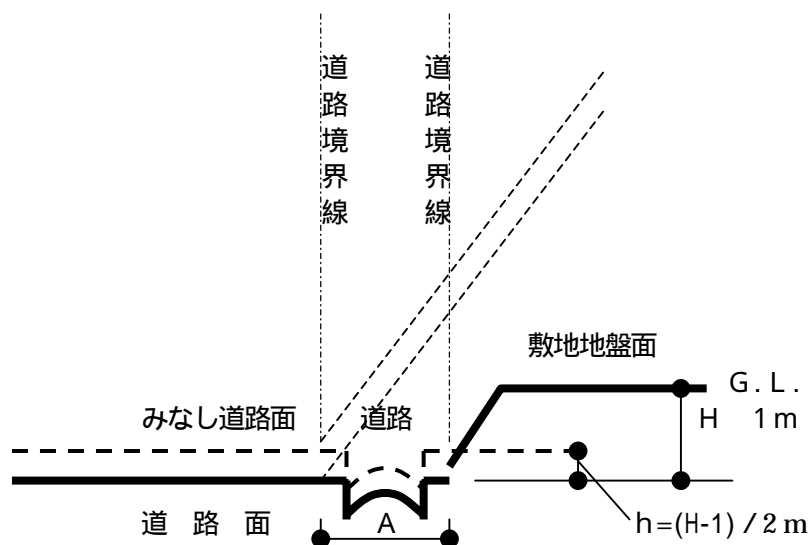 道路境界線
道路境界線
敷地地盤面
G.L.
みなし道路面
道路
H 1m
道路面
A
h=(H-1)/2m